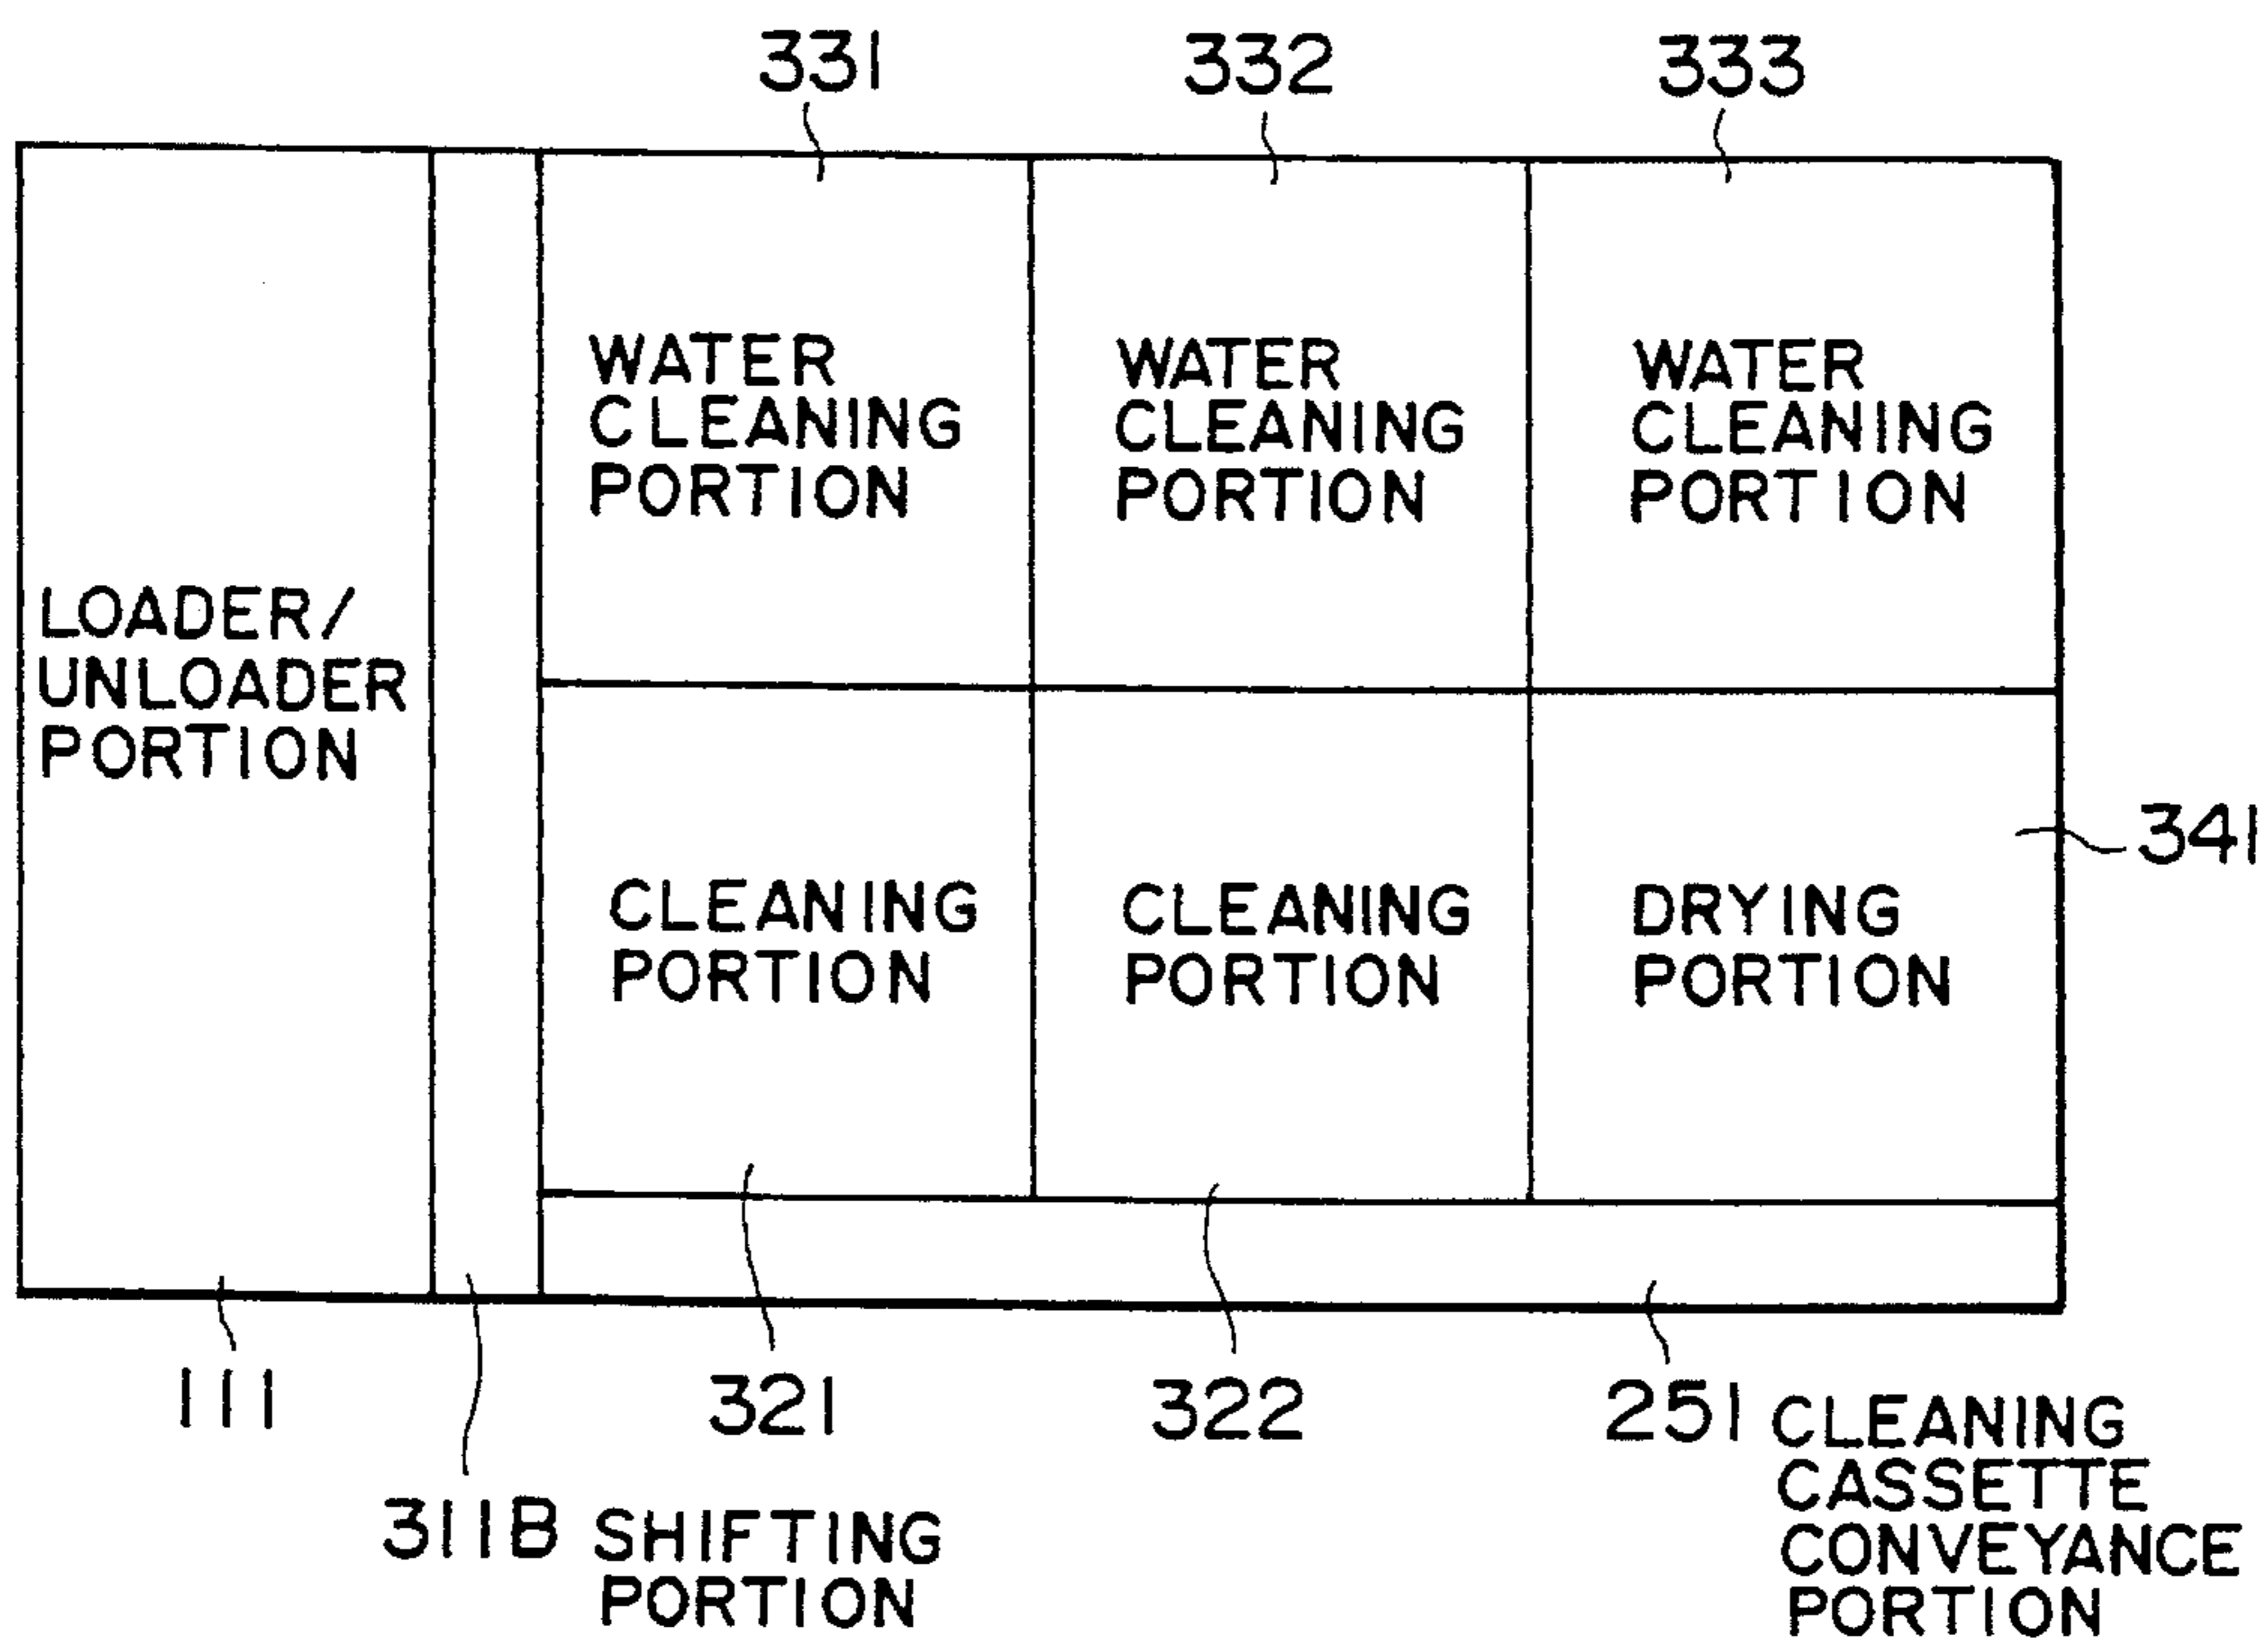 331
332
333
WATER
CLEANING
PORTION
WATER
CLEANING
PORTION
WATER
CLEANING
PORTION
LOADER/
UNLOADER
PORTION
CLEANING
PORTION
CLEANING
PORTION
DRYING
PORTION
341
111
321
322
251 CLEANING
CASSETTE
CONVEYANCE
PORTION
311B SHIFTING
PORTION